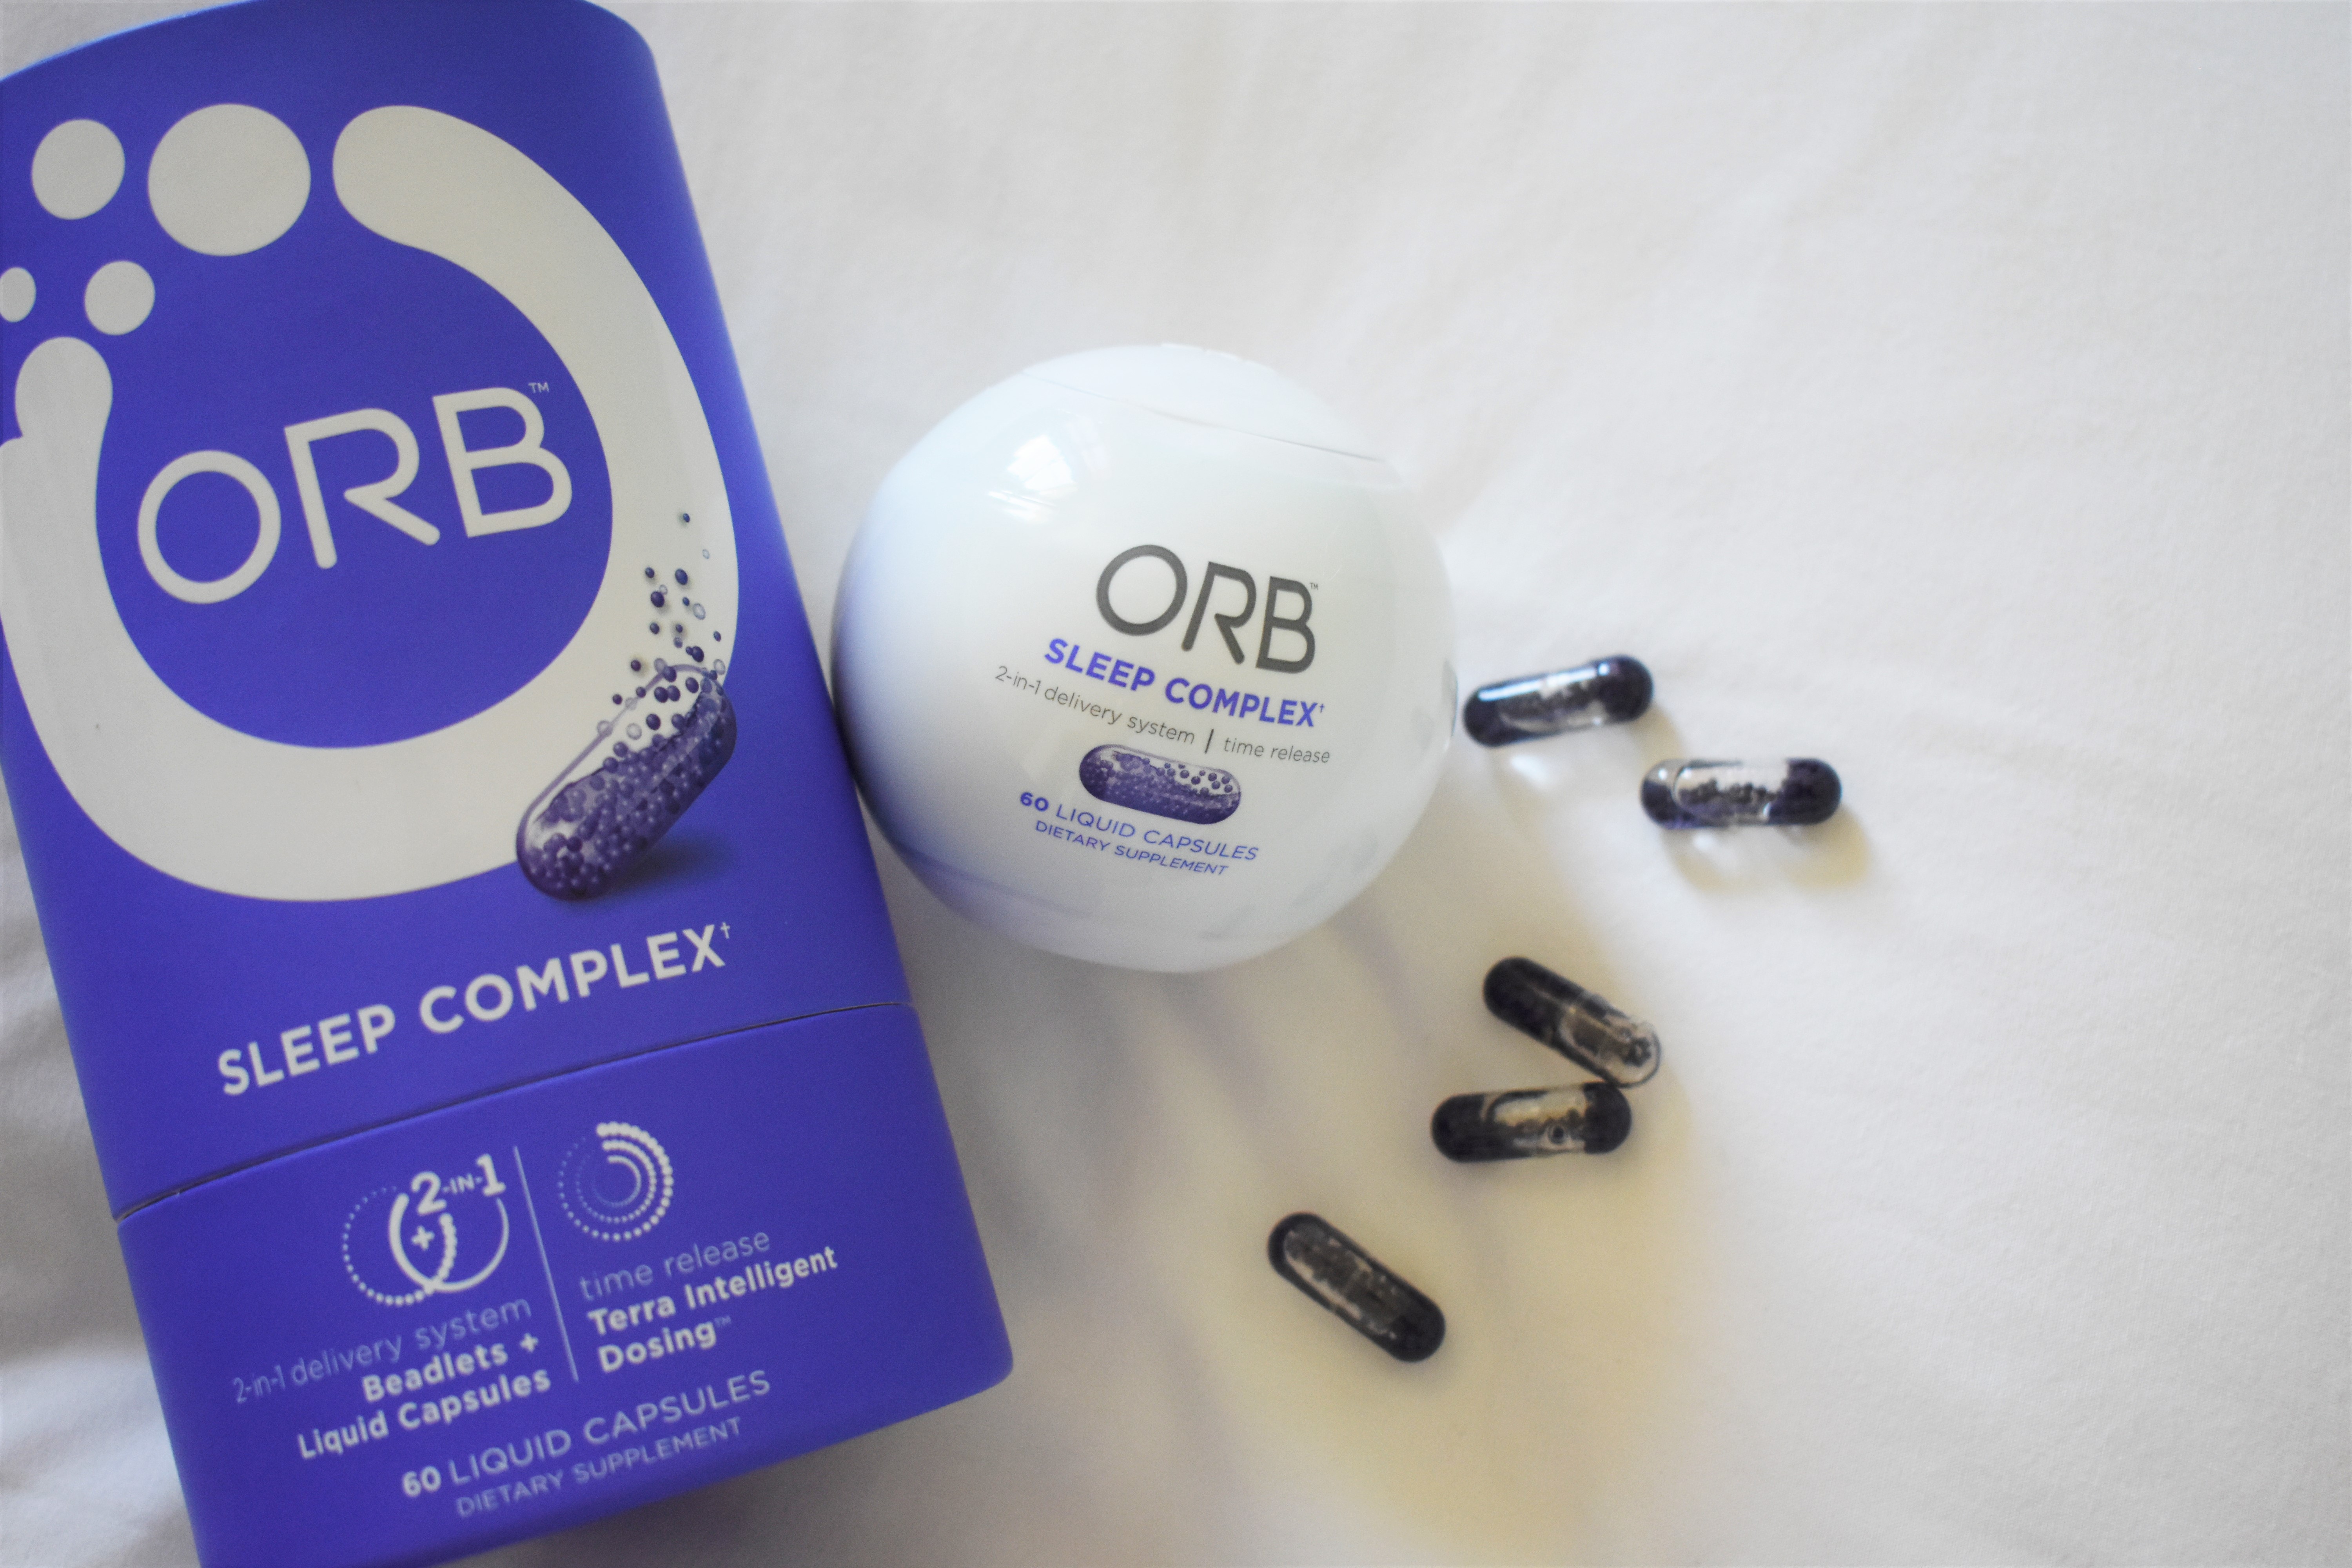 ORB™
SLEEP COMPLEX†
2-IN-1
+
2-in-1 delivery system
Beadlets +
Liquid Capsules
time release
Terra Intelligent
Dosing™
60 LIQUID CAPSULES
DIETARY SUPPLEMENT
ORB™
SLEEP COMPLEX†
2-in-1 delivery system | time release
60 LIQUID CAPSULES
DIETARY SUPPLEMENT